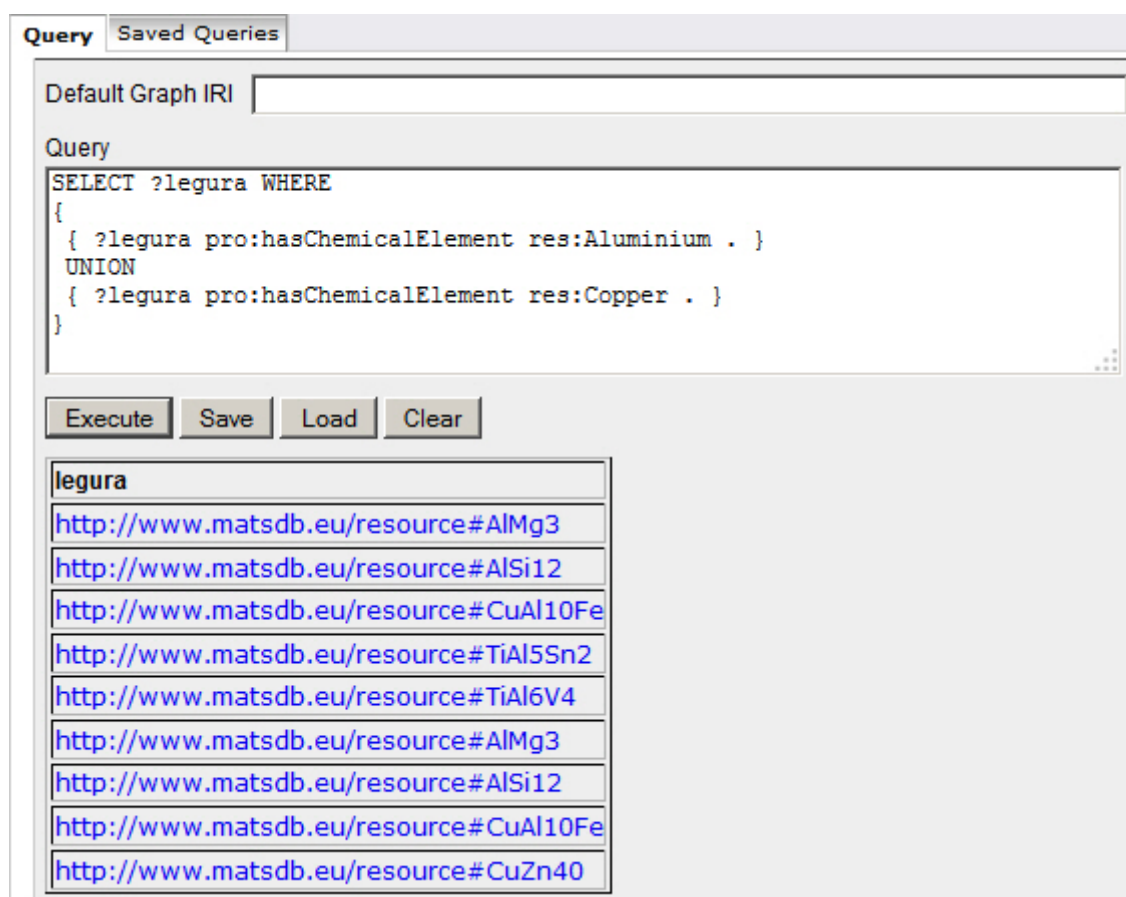 Query Saved Queries
Default Graph IRI
Query
SELECT ?legura WHERE
{
{ ?legura pro:hasChemicalElement res:Aluminium . }
UNION
{ ?legura pro:hasChemicalElement res:Copper . }
}
Execute Save Load Clear
legura
http://www.matsdb.eu/resource#AlMg3
http://www.matsdb.eu/resource#AlSi12
http://www.matsdb.eu/resource#CuAl10Fe
http://www.matsdb.eu/resource#TiAl5Sn2
http://www.matsdb.eu/resource#TiAl6V4
http://www.matsdb.eu/resource#AlMg3
http://www.matsdb.eu/resource#AlSi12
http://www.matsdb.eu/resource#CuAl10Fe
http://www.matsdb.eu/resource#CuZn40